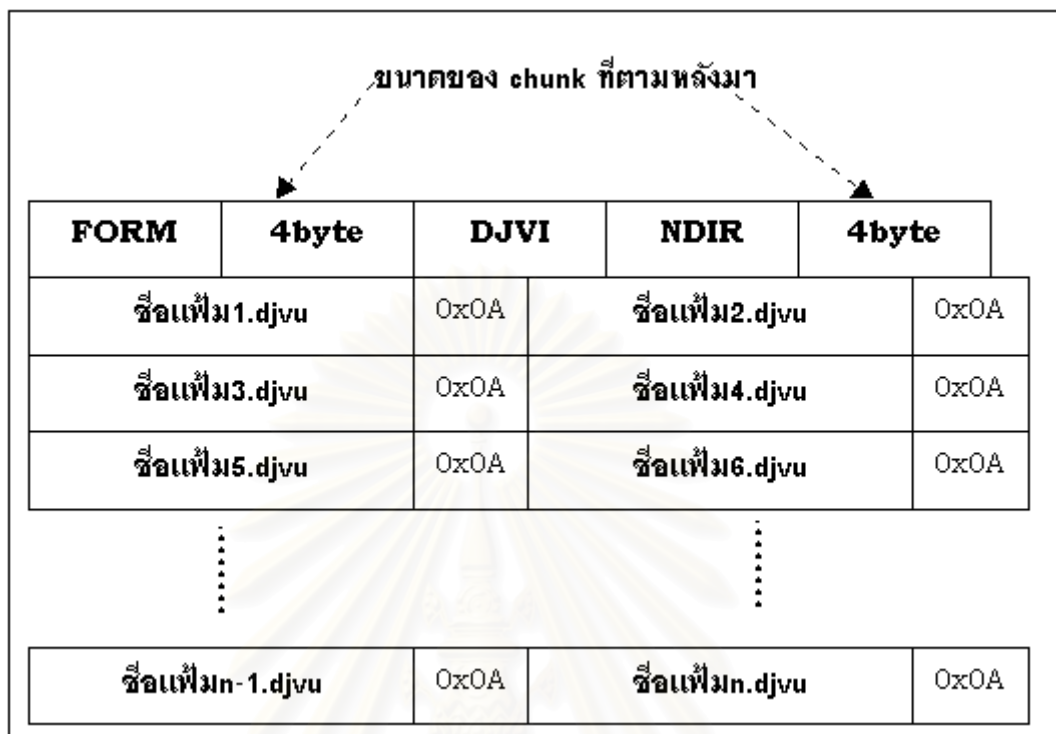 ขนาดของ chunk ที่ตามหลังมา
FORM 4byte DJVI NDIR 4byte
ชื่อแฟ้ม1.djvu 0x0A ชื่อแฟ้ม2.djvu 0x0A
ชื่อแฟ้ม3.djvu 0x0A ชื่อแฟ้ม4.djvu 0x0A
ชื่อแฟ้ม5.djvu 0x0A ชื่อแฟ้ม6.djvu 0x0A
ชื่อแฟ้มn-1.djvu 0x0A ชื่อแฟ้มn.djvu 0x0A